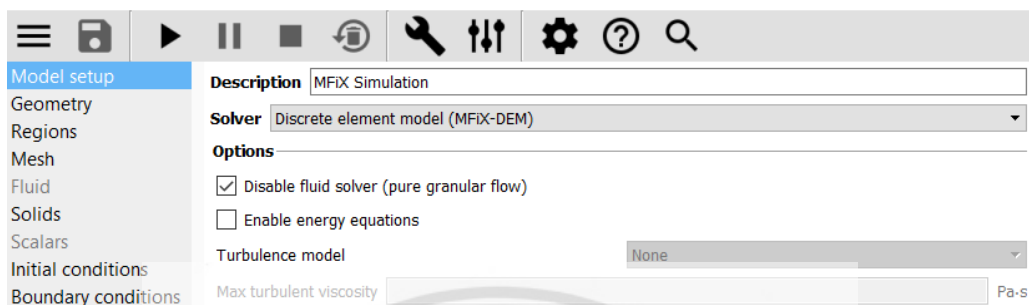 Model setup
Geometry
Regions
Mesh
Fluid
Solids
Scalars
Initial conditions
Boundary conditions
Description MFiX Simulation
Solver Discrete element model (MFiX-DEM)
Options
Disable fluid solver (pure granular flow)
Enable energy equations
Turbulence model None
Max turbulent viscosity Pa·s